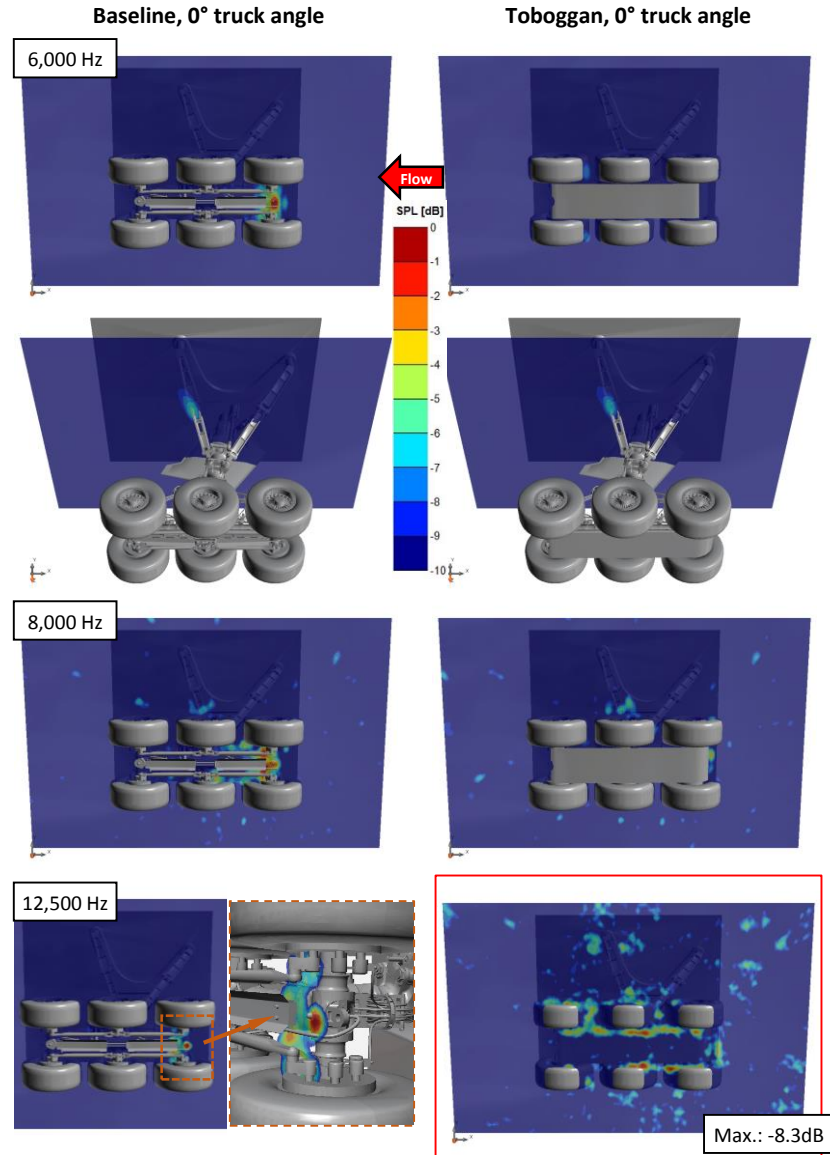 Baseline, 0° truck angle
Toboggan, 0° truck angle
6,000 Hz
Flow
SPL [dB]
0
-1
-2
-3
-4
-5
-6
-7
-8
-9
-10
8,000 Hz
12,500 Hz
Max.: -8.3dB